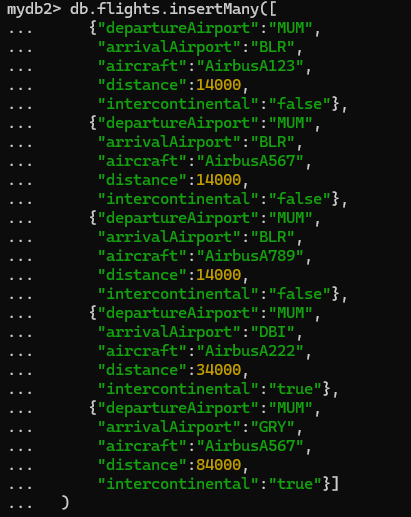 mydb2> db.flights.insertMany([
...     {"departureAirport":"MUM",
...      "arrivalAirport":"BLR",
...      "aircraft":"AirbusA123",
...      "distance":14000,
...      "intercontinental":"false"},
...     {"departureAirport":"MUM",
...      "arrivalAirport":"BLR",
...      "aircraft":"AirbusA567",
...      "distance":14000,
...      "intercontinental":"false"},
...     {"departureAirport":"MUM",
...      "arrivalAirport":"BLR",
...      "aircraft":"AirbusA789",
...      "distance":14000,
...      "intercontinental":"false"},
...     {"departureAirport":"MUM",
...      "arrivalAirport":"DBI",
...      "aircraft":"AirbusA222",
...      "distance":34000,
...      "intercontinental":"true"},
...     {"departureAirport":"MUM",
...      "arrivalAirport":"GRY",
...      "aircraft":"AirbusA567",
...      "distance":84000,
...      "intercontinental":"true"}]
...  )